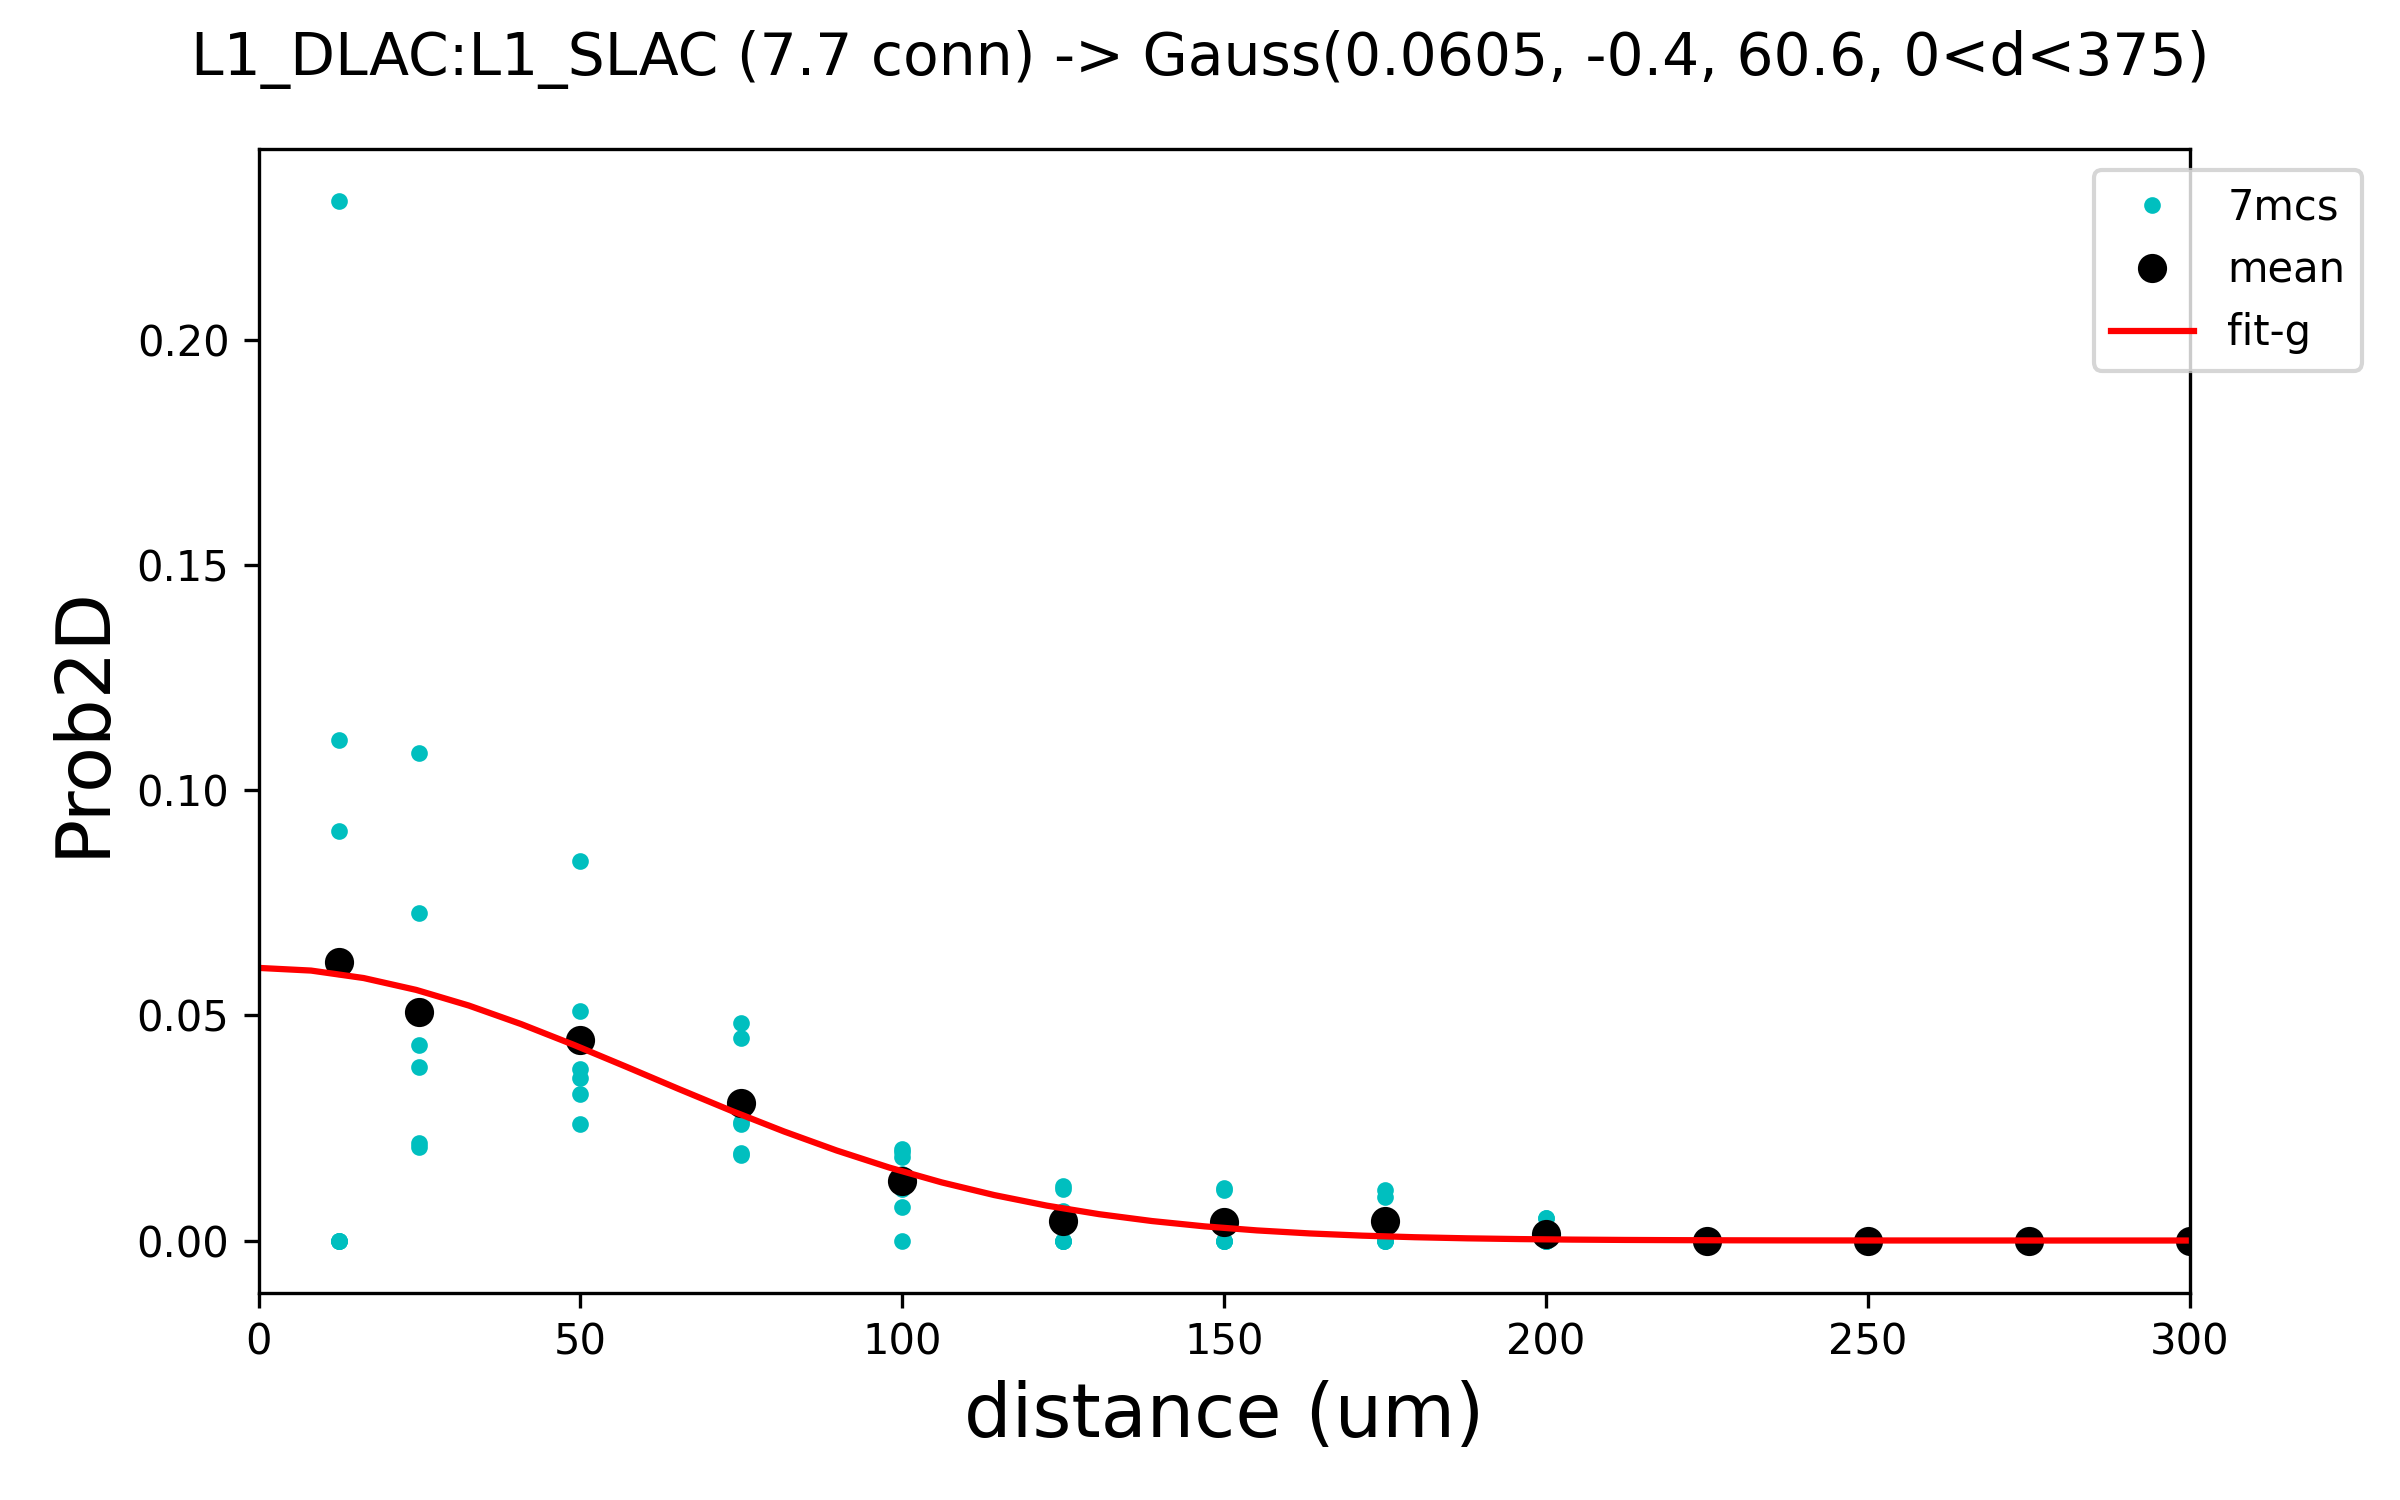 L1_DLAC:L1_SLAC (7.7 conn) -> Gauss(0.0605, -0.4, 60.6, 0<d<375)
7mcs
mean
fit-g
Prob2D
0.20
0.15
0.10
0.05
0.00
0 50 100 150 200 250 300
distance (um)